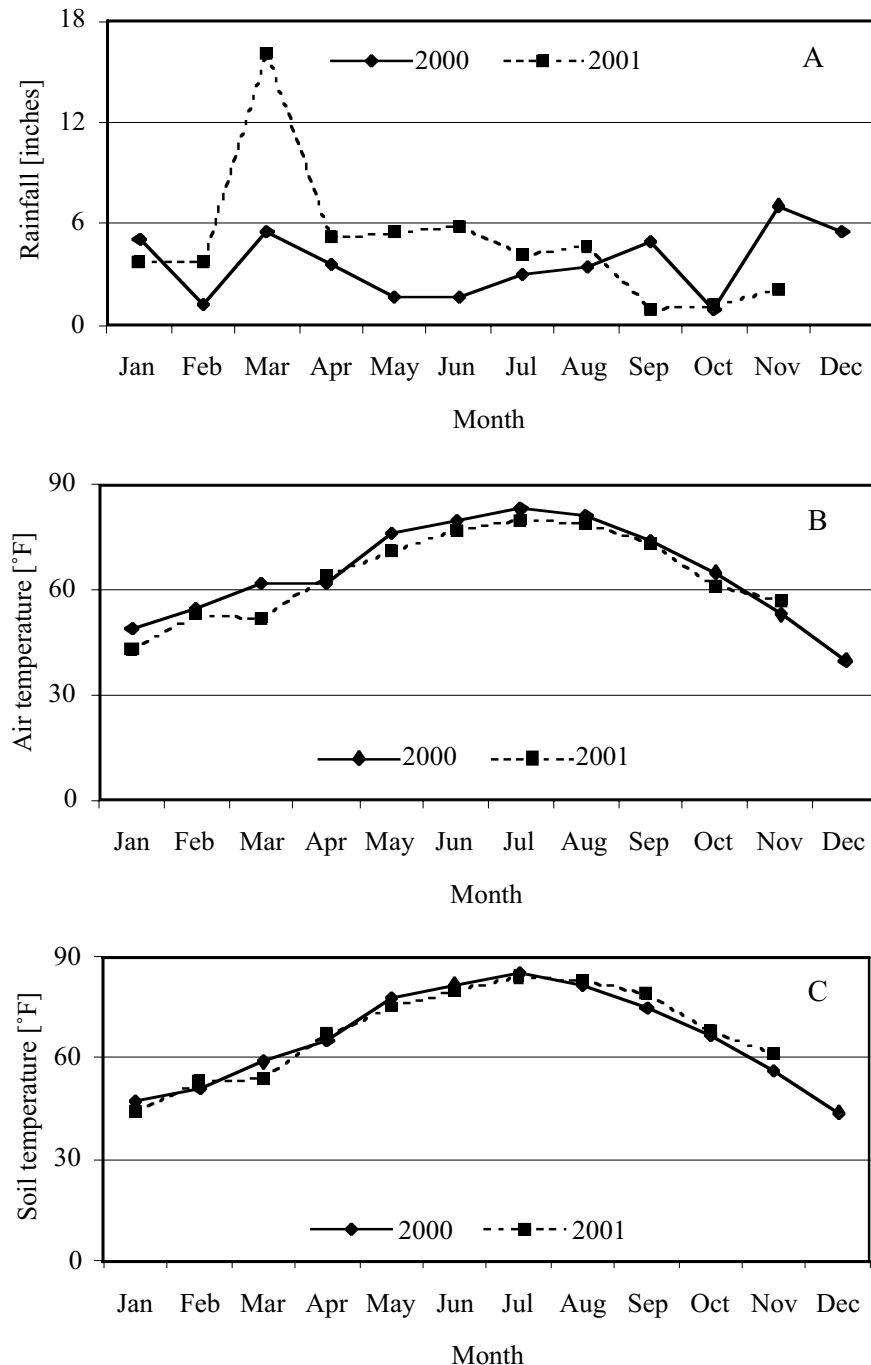 18
2000 2001 A
12
6
0
Rainfall [inches]
Jan Feb Mar Apr May Jun Jul Aug Sep Oct Nov Dec
Month
90
B
60
30
2000 2001
0
Air temperature [˚F]
Jan Feb Mar Apr May Jun Jul Aug Sep Oct Nov Dec
Month
90
C
60
30
2000 2001
0
Soil temperature [˚F]
Jan Feb Mar Apr May Jun Jul Aug Sep Oct Nov Dec
Month